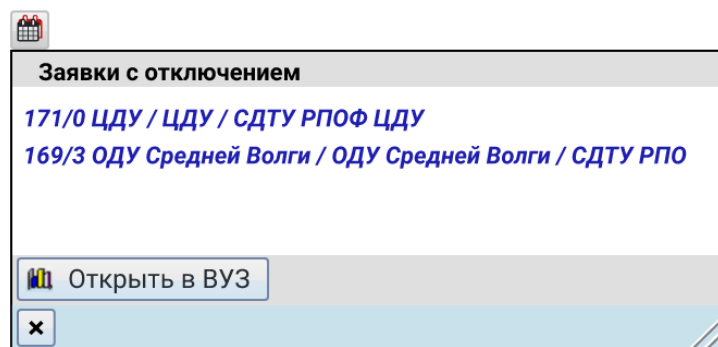 Заявки с отключением
171/0 ЦДУ / ЦДУ / СДТУ РПОФ ЦДУ
169/3 ОДУ Средней Волги / ОДУ Средней Волги / СДТУ РПО
Открыть в ВУЗ